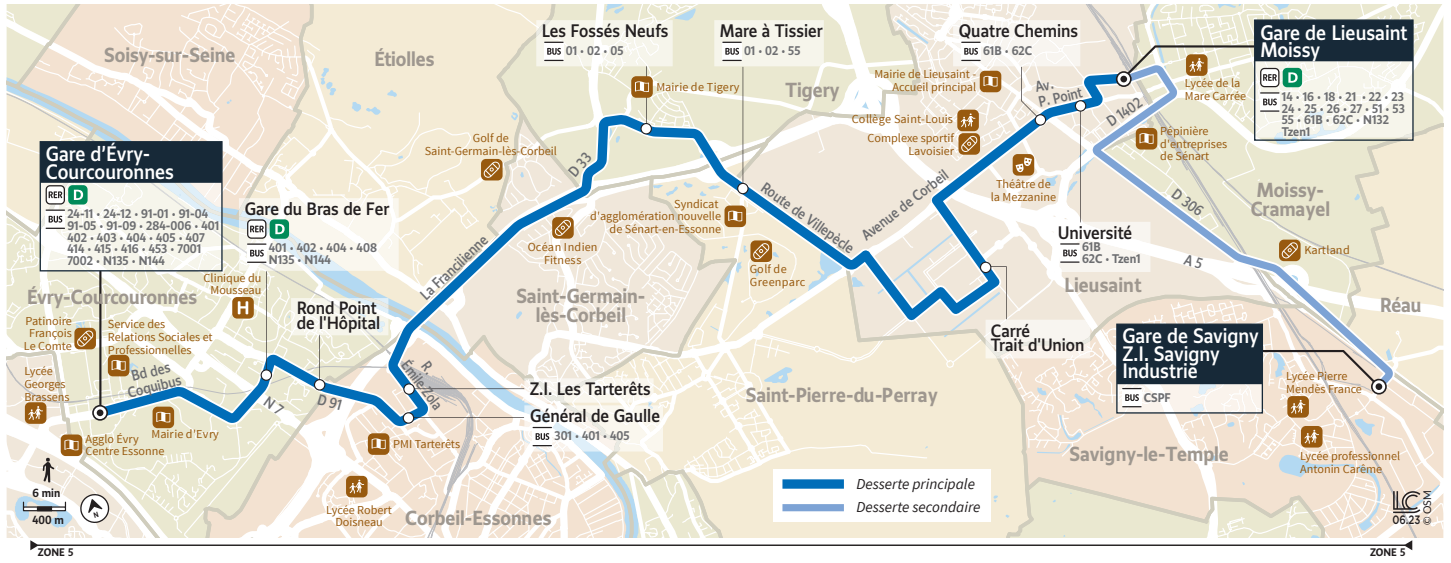 Soisy-sur-Seine
Étiolles
Les Fossés Neufs
BUS 01 • 02 • 05
Mairie de Tigery
Mare à Tissier
BUS 01 • 02 • 55
Tigery
Quatre Chemins
BUS 61B • 62C
Mairie de Lieusaint -
Accueil principal
Collège Saint-Louis
Complexe sportif
Lavoisier
Av.
P. Point
D 1402
Gare de Lieusaint
Moissy
RER D
BUS 14 • 16 • 18 • 21 • 22 • 23
24 • 25 • 26 • 27 • 51 • 53
55 • 61B • 62C • N132
Tzen1
Lycée de la
Mare Carrée
Pépinière
d'entreprises
de Sénart
Golf de
Saint-Germain-lès-Corbeil
D 33
Gare d'Évry-
Courcouronnes
RER D
BUS 24-11 • 24-12 • 91-01 • 91-04
91-05 • 91-09 • 284-006 • 401
402 • 403 • 404 • 405 • 407
414 • 415 • 416 • 453 • 7001
7002 • N135 • N144
Gare du Bras de Fer
RER D
BUS 401 • 402 • 404 • 408
N135 • N144
Clinique du
Mousseau
H
Évry-Courcouronnes
Rond Point
de l'Hôpital
La Francilienne
Océan Indien
Fitness
Syndicat
d'agglomération nouvelle
de Sénart-en-Essonne
Route de Villepècle
Avenue de Corbeil
Golf de
Greenparc
Théâtre de
la Mezzanine
Université
BUS 61B
62C • Tzen1
D 306
Moissy-
Cramayel
Kartland
A 5
Lieusaint
Réau
Saint-Germain-
lès-Corbeil
Carré
Trait d'Union
Patinoire
François
Le Comte
Service des
Relations Sociales et
Professionnelles
Lycée
Georges
Brassens
Bd des
Coquibus
Mairie d'Evry
Agglo Évry
Centre Essonne
N 7
D 91
R.
Émile Zola
Z.I. Les Tarterêts
Général de Gaulle
BUS 301 • 401 • 405
PMI Tarterêts
Lycée Robert
Doisneau
Corbeil-Essonnes
Saint-Pierre-du-Perray
Gare de Savigny
Z.I. Savigny
Industrie
BUS CSPF
Lycée Pierre
Mendès France
Lycée professionnel
Antonin Carême
Savigny-le-Temple
6 min
400 m
N
Desserte principale
Desserte secondaire
LC
06.23
© OSM
ZONE 5
ZONE 5